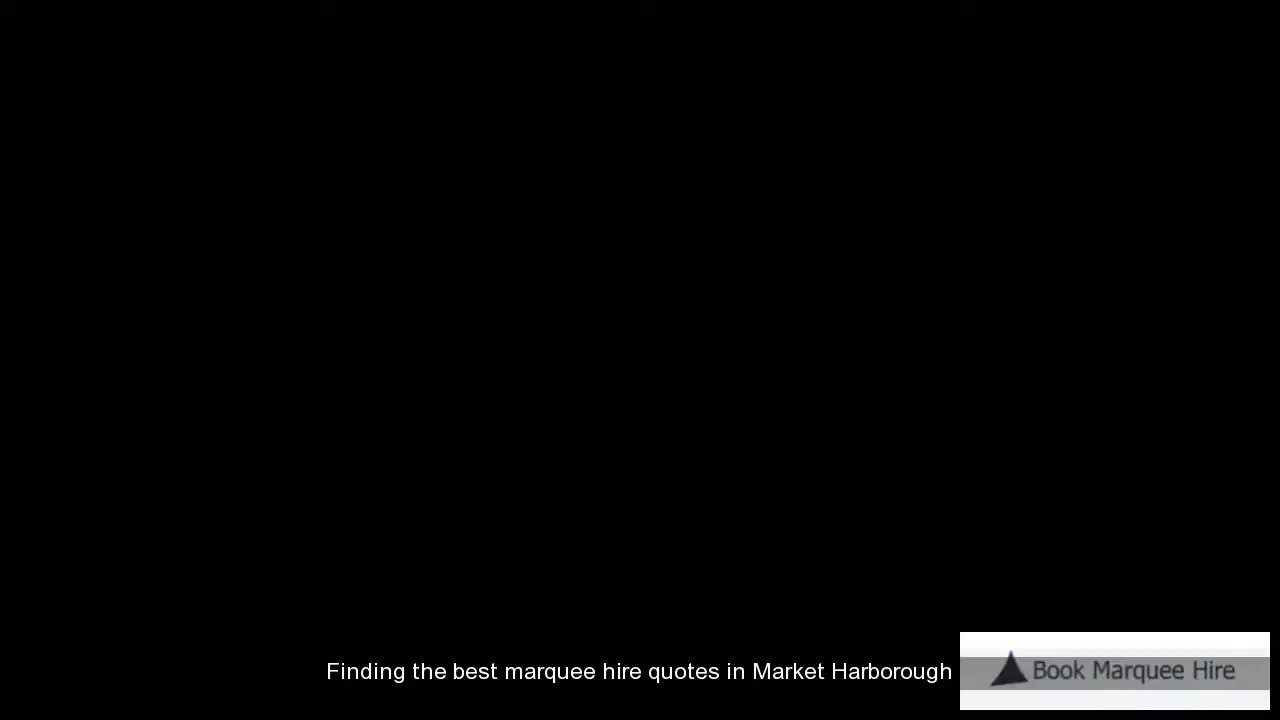 Finding the best marquee hire quotes in Market Harborough
Book Marquee Hire